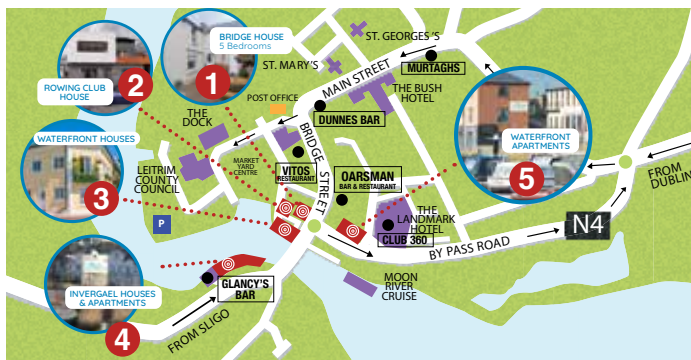 BRIDGE HOUSE
5 Bedrooms
1
ROWING CLUB
HOUSE
2
WATERFRONT HOUSES
3
INVERGAEL HOUSES
& APARTMENTS
4
WATERFRONT
APARTMENTS
5
ST. GEORGES'S
ST. MARY'S
MAIN STREET
MURTAGHS
THE BUSH
HOTEL
POST OFFICE
DUNNES BAR
THE
DOCK
BRIDGE STREET
MARKET
YARD
CENTRE
VITOS
RESTAURANT
OARSMAN
BAR & RESTAURANT
LEITRIM
COUNTY
COUNCIL
P
THE
LANDMARK
HOTEL
CLUB 360
FROM
DUBLIN
N4
BY PASS ROAD
MOON
RIVER
CRUISE
GLANCY'S
BAR
FROM SLIGO